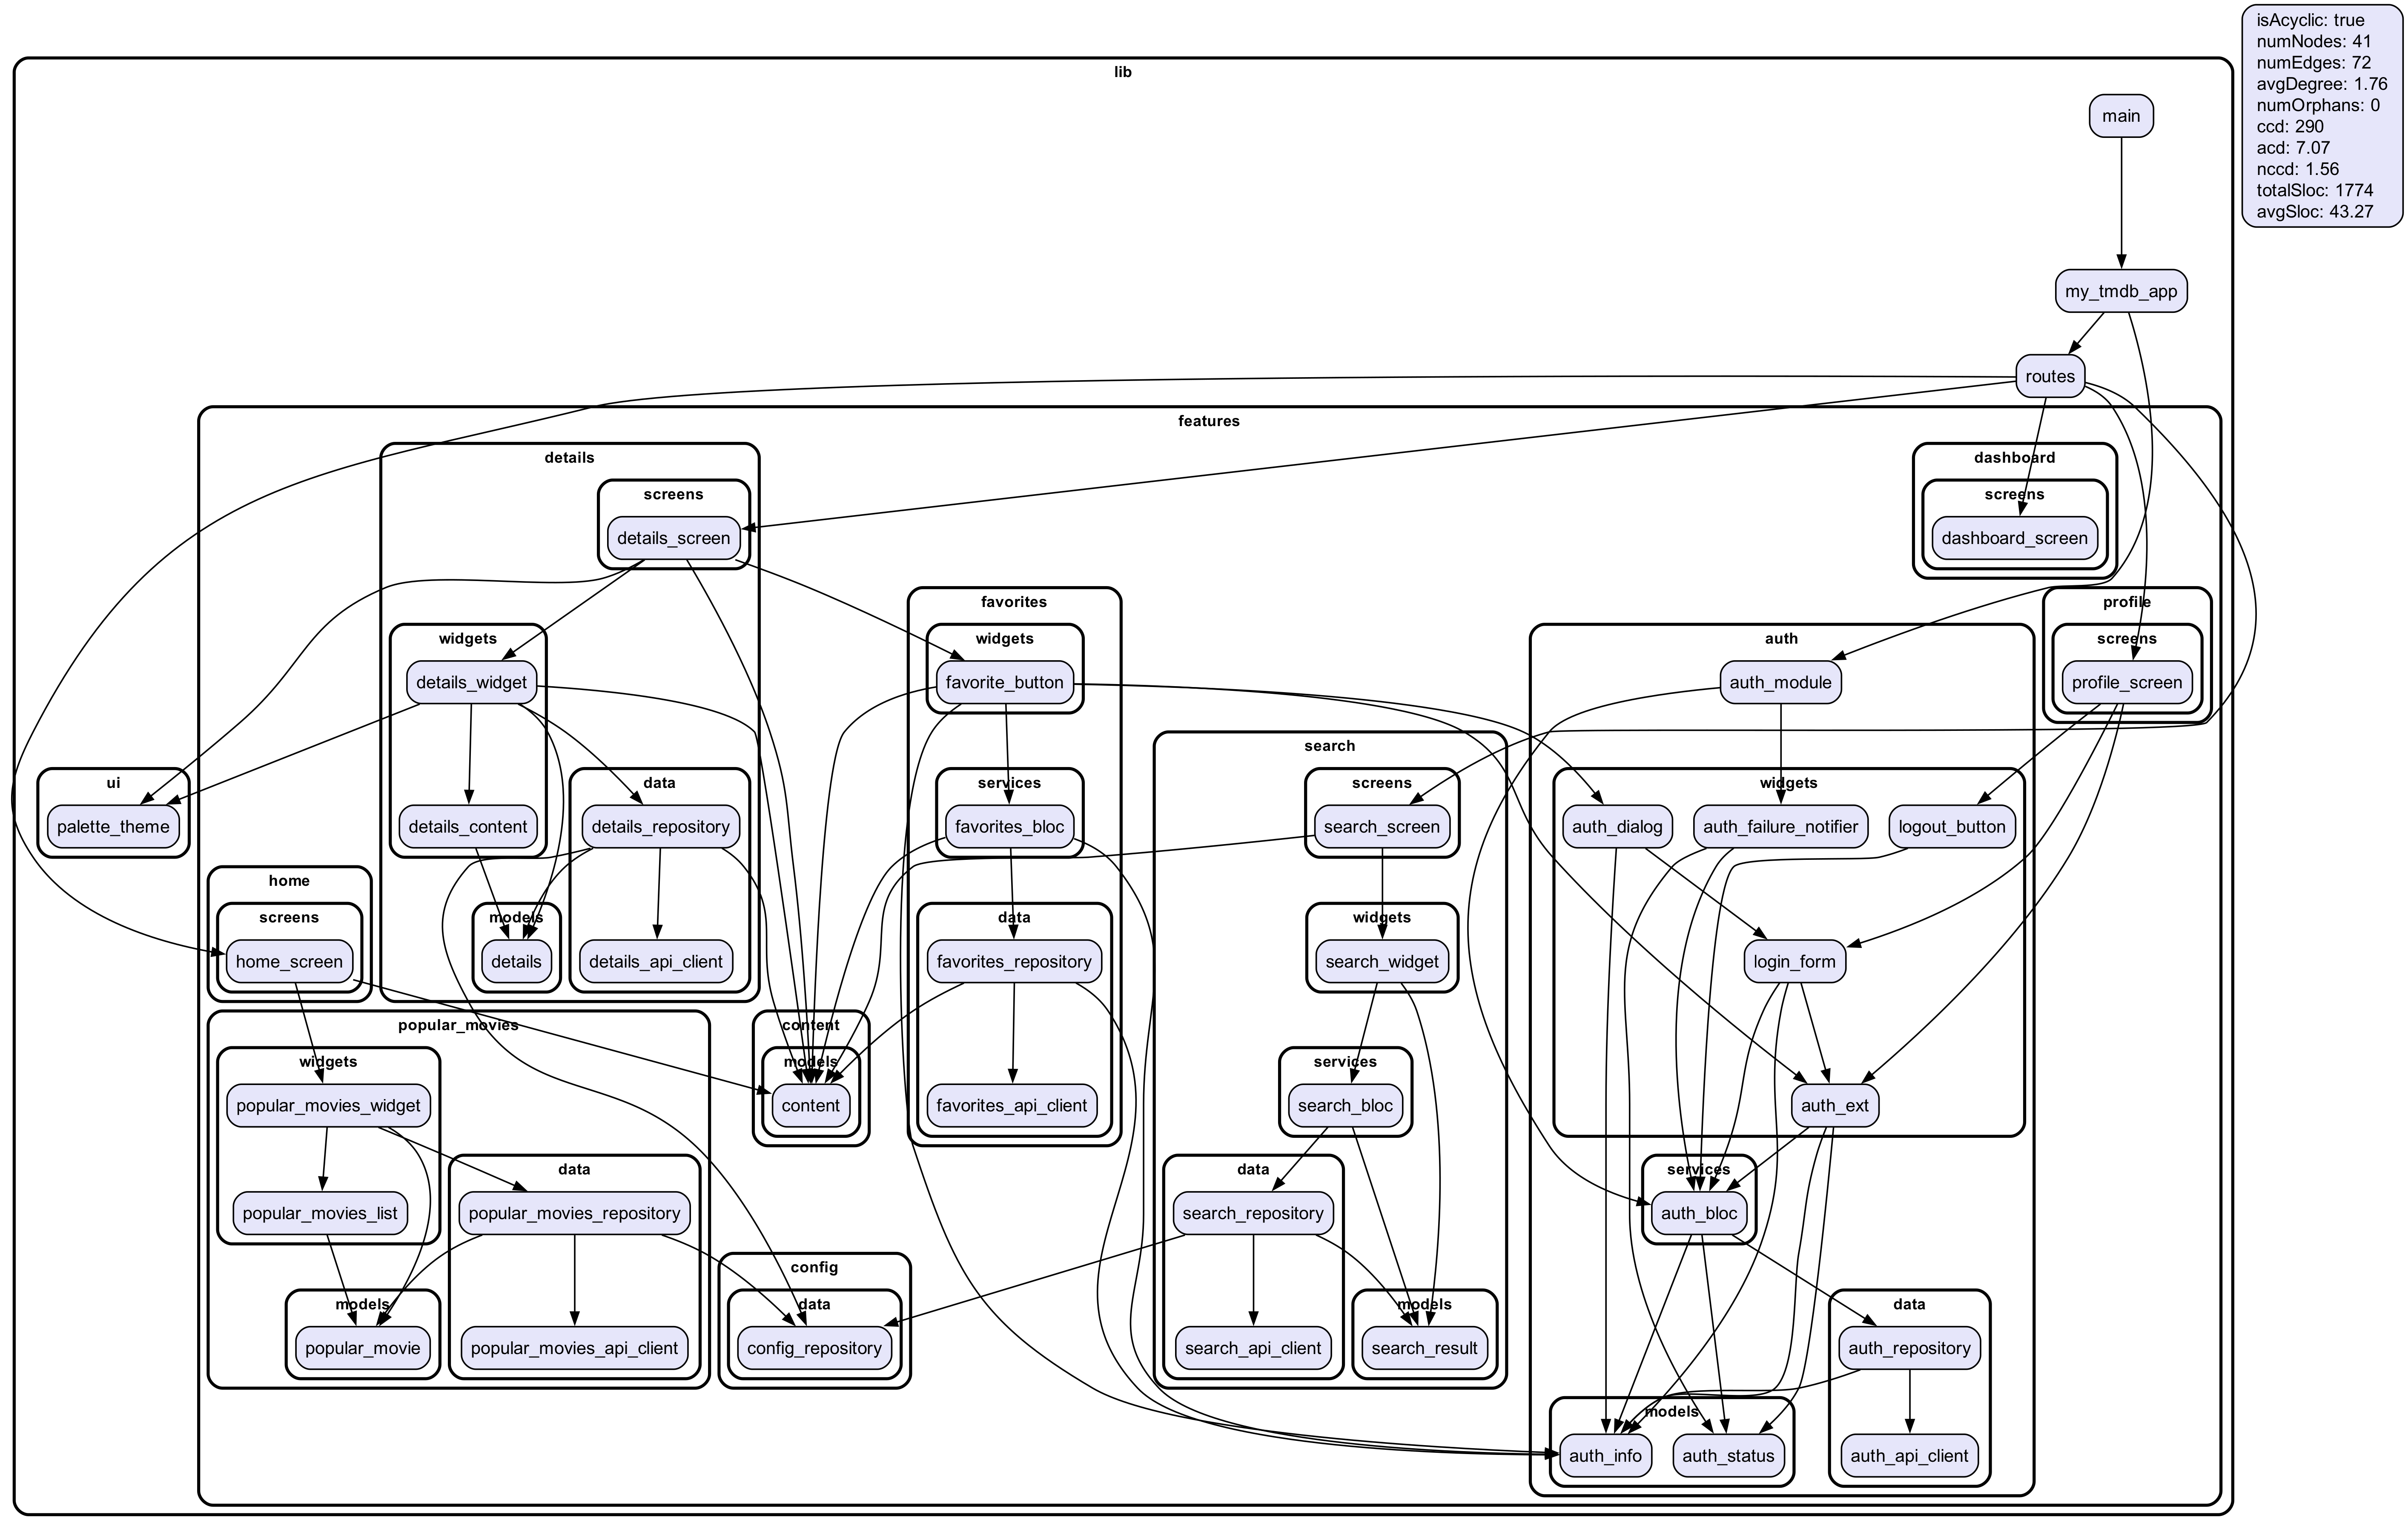 isAcyclic: true
numNodes: 41
numEdges: 72
avgDegree: 1.76
numOrphans: 0
ccd: 290
acd: 7.07
nccd: 1.56
totalSloc: 1774
avgSloc: 43.27
lib
main
my_tmdb_app
routes
features
details
screens
details_screen
widgets
details_widget
details_content
data
details_repository
details_api_client
models
details
dashboard
screens
dashboard_screen
profile
screens
profile_screen
favorites
widgets
favorite_button
services
favorites_bloc
data
favorites_repository
favorites_api_client
auth
auth_module
widgets
auth_dialog
auth_failure_notifier
logout_button
login_form
auth_ext
services
auth_bloc
data
auth_repository
auth_api_client
models
auth_info
auth_status
search
screens
search_screen
widgets
search_widget
services
search_bloc
data
search_repository
search_api_client
models
search_result
ui
palette_theme
home
screens
home_screen
popular_movies
widgets
popular_movies_widget
popular_movies_list
data
popular_movies_repository
popular_movies_api_client
models
popular_movie
content
models
content
config
data
config_repository